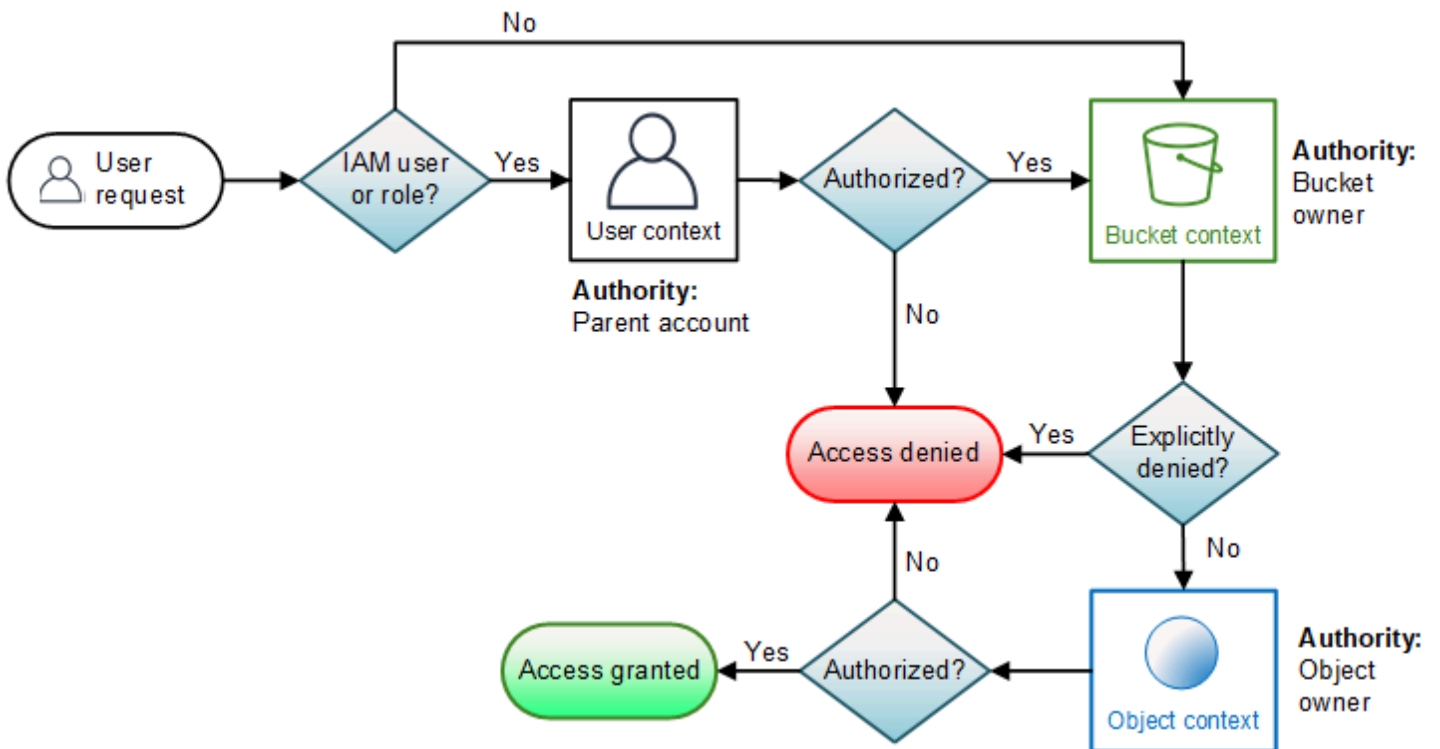 No
User
request
IAM user
or role?
Yes
User context
Authority:
Parent account
Authorized?
Yes
No
Bucket context
Authority:
Bucket
owner
Explicitly
denied?
Yes
Access denied
No
Object context
Authority:
Object
owner
Authorized?
No
Yes
Access granted